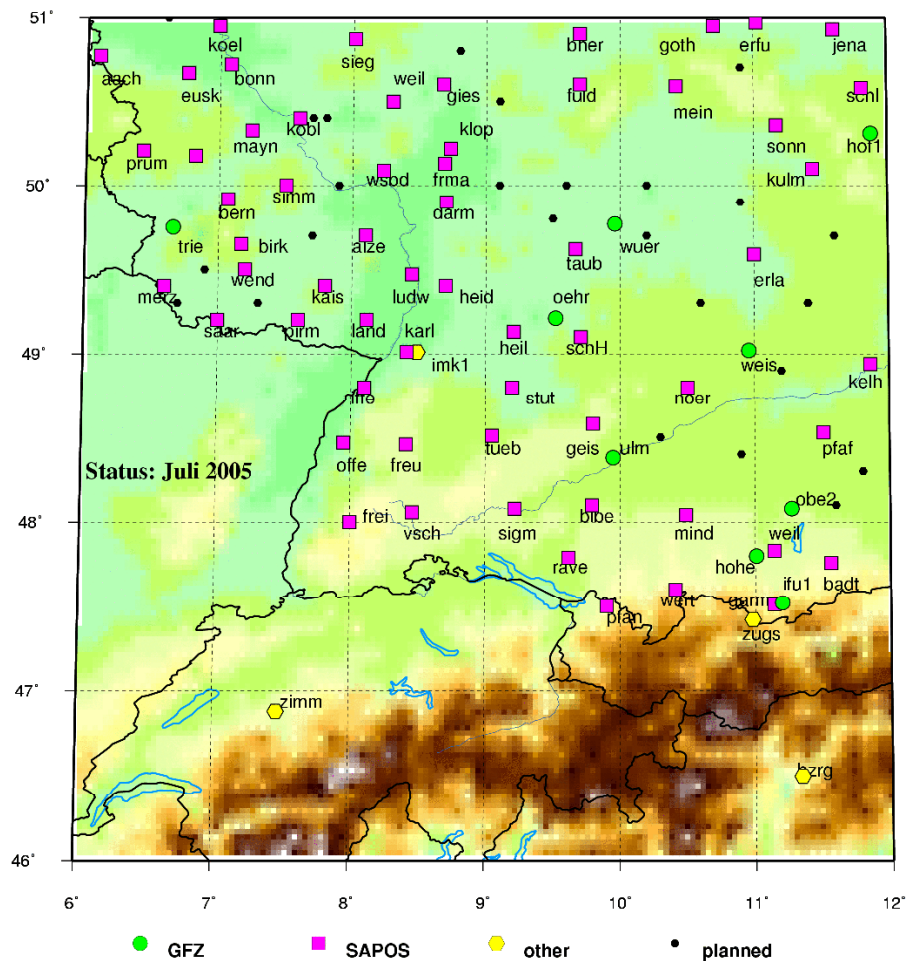 51°
koel
sieg
bner
goth
erfu
jena
aach
bonn
eusk
weil
gies
fuld
mein
schl
kobl
mayn
klop
sonn
hof1
prum
50°
simm
wsbd
frma
kulm
bern
darm
trie
birk
alze
taub
wuer
erla
merz
wend
kais
ludw
heid
oehr
saar
pirm
land
karl
heil
schH
49°
imk1
weis
kelh
iffe
stut
noer
offe
freu
tueb
geis
ulm
pfaf
Status: Juli 2005
obe2
48°
frei
vsch
sigm
bibe
mind
weil
rave
hohe
ifu1
badt
pfan
wert
garm
zugs
47°
zimm
bzrg
46°
6° 7° 8° 9° 10° 11° 12°
GFZ SAPOS other planned